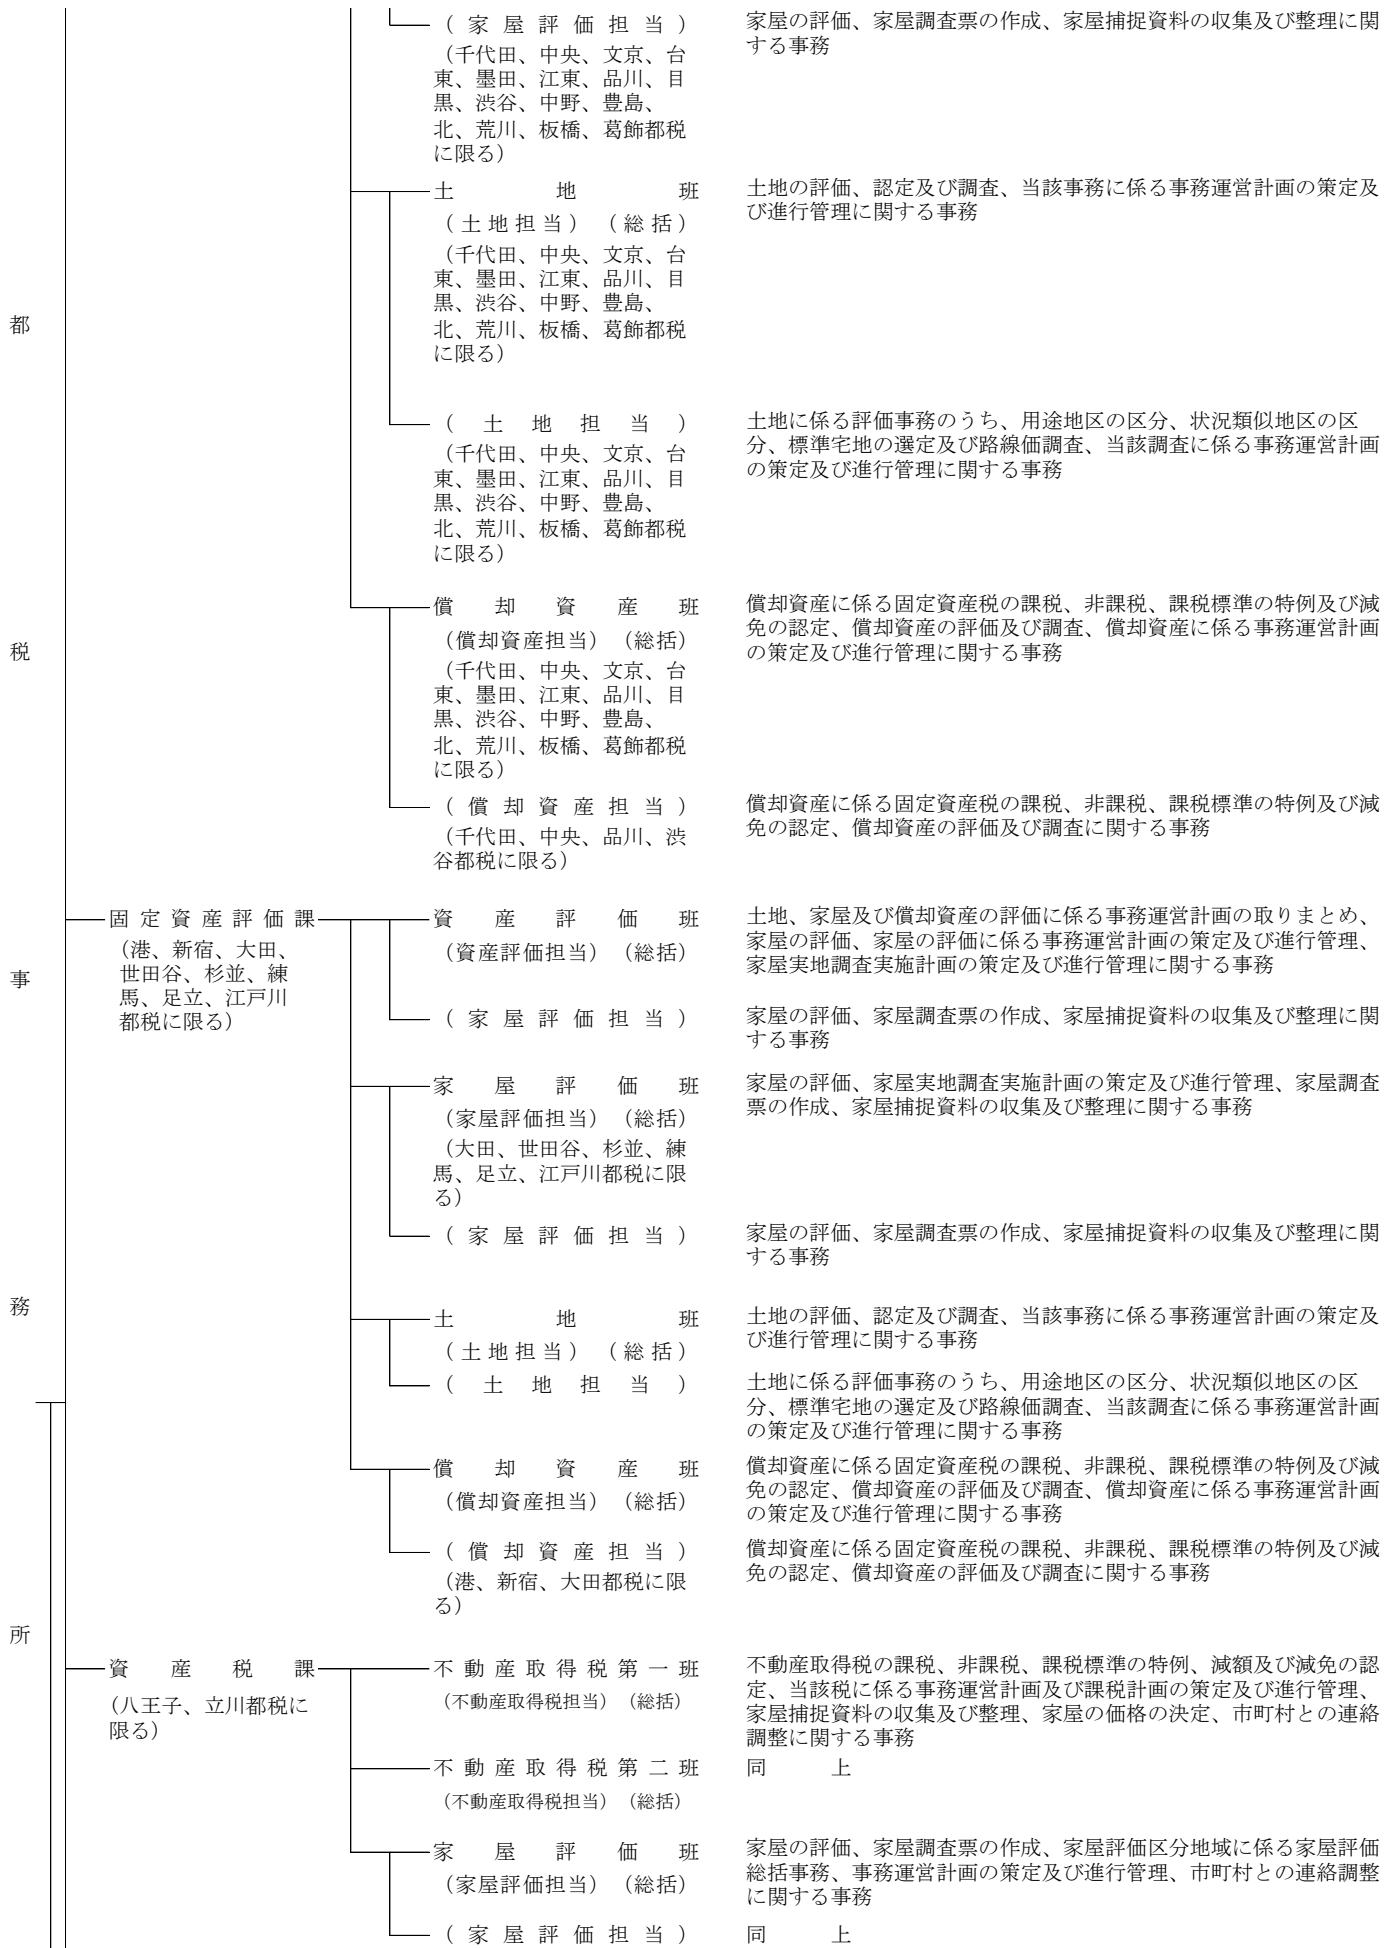 （家屋評価担当）
（千代田、中央、文京、台
東、墨田、江東、品川、目
黒、渋谷、中野、豊島、
北、荒川、板橋、葛飾都税
に限る）
家屋の評価、家屋調査票の作成、家屋捕捉資料の収集及び整理に関
する事務
土地班
（土地担当）（総括）
（千代田、中央、文京、台
東、墨田、江東、品川、目
黒、渋谷、中野、豊島、
北、荒川、板橋、葛飾都税
に限る）
土地の評価、認定及び調査、当該事務に係る事務運営計画の策定及
び進行管理に関する事務
（土地担当）
（千代田、中央、文京、台
東、墨田、江東、品川、目
黒、渋谷、中野、豊島、
北、荒川、板橋、葛飾都税
に限る）
土地に係る評価事務のうち、用途地区の区分、状況類似地区の区
分、標準宅地の選定及び路線価調査、当該調査に係る事務運営計画
の策定及び進行管理に関する事務
償却資産班
（償却資産担当）（総括）
（千代田、中央、文京、台
東、墨田、江東、品川、目
黒、渋谷、中野、豊島、
北、荒川、板橋、葛飾都税
に限る）
償却資産に係る固定資産税の課税、非課税、課税標準の特例及び減
免の認定、償却資産の評価及び調査、償却資産に係る事務運営計画
の策定及び進行管理に関する事務
（償却資産担当）
（千代田、中央、品川、渋
谷都税に限る）
償却資産に係る固定資産税の課税、非課税、課税標準の特例及び減
免の認定、償却資産の評価及び調査に関する事務
都税事務所
固定資産評価課
（港、新宿、大田、
世田谷、杉並、練
馬、足立、江戸川
都税に限る）
資産評価班
（資産評価担当）（総括）
土地、家屋及び償却資産の評価に係る事務運営計画の取りまとめ、
家屋の評価、家屋の評価に係る事務運営計画の策定及び進行管理、
家屋実地調査実施計画の策定及び進行管理に関する事務
（家屋評価担当）
家屋の評価、家屋調査票の作成、家屋捕捉資料の収集及び整理に関
する事務
家屋評価班
（家屋評価担当）（総括）
（大田、世田谷、杉並、練
馬、足立、江戸川都税に限
る）
家屋の評価、家屋実地調査実施計画の策定及び進行管理、家屋調査
票の作成、家屋捕捉資料の収集及び整理に関する事務
（家屋評価担当）
家屋の評価、家屋調査票の作成、家屋捕捉資料の収集及び整理に関
する事務
土地班
（土地担当）（総括）
土地の評価、認定及び調査、当該事務に係る事務運営計画の策定及
び進行管理に関する事務
（土地担当）
土地に係る評価事務のうち、用途地区の区分、状況類似地区の区
分、標準宅地の選定及び路線価調査、当該調査に係る事務運営計画
の策定及び進行管理に関する事務
償却資産班
（償却資産担当）（総括）
償却資産に係る固定資産税の課税、非課税、課税標準の特例及び減
免の認定、償却資産の評価及び調査、償却資産に係る事務運営計画
の策定及び進行管理に関する事務
（償却資産担当）
（港、新宿、大田都税に限
る）
償却資産に係る固定資産税の課税、非課税、課税標準の特例及び減
免の認定、償却資産の評価及び調査に関する事務
資産税課
（八王子、立川都税に
限る）
不動産取得税第一班
（不動産取得税担当）（総括）
不動産取得税の課税、非課税、課税標準の特例、減額及び減免の認
定、当該税に係る事務運営計画及び課税計画の策定及び進行管理、
家屋捕捉資料の収集及び整理、家屋の価格の決定、市町村との連絡
調整に関する事務
不動産取得税第二班
（不動産取得税担当）（総括）
同上
家屋評価班
（家屋評価担当）（総括）
家屋の評価、家屋調査票の作成、家屋評価区分地域に係る家屋評価
総括事務、事務運営計画の策定及び進行管理、市町村との連絡調整
に関する事務
（家屋評価担当）
同上